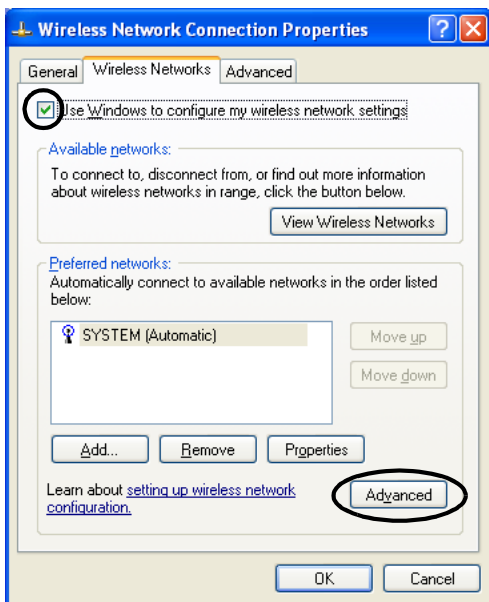 Wireless Network Connection Properties
General Wireless Networks Advanced
Use Windows to configure my wireless network settings
Available networks:
To connect to, disconnect from, or find out more information
about wireless networks in range, click the button below.
View Wireless Networks
Preferred networks:
Automatically connect to available networks in the order listed
below:
SYSTEM (Automatic)
Move up
Move down
Add... Remove Properties
Learn about setting up wireless network
configuration.
Advanced
OK Cancel